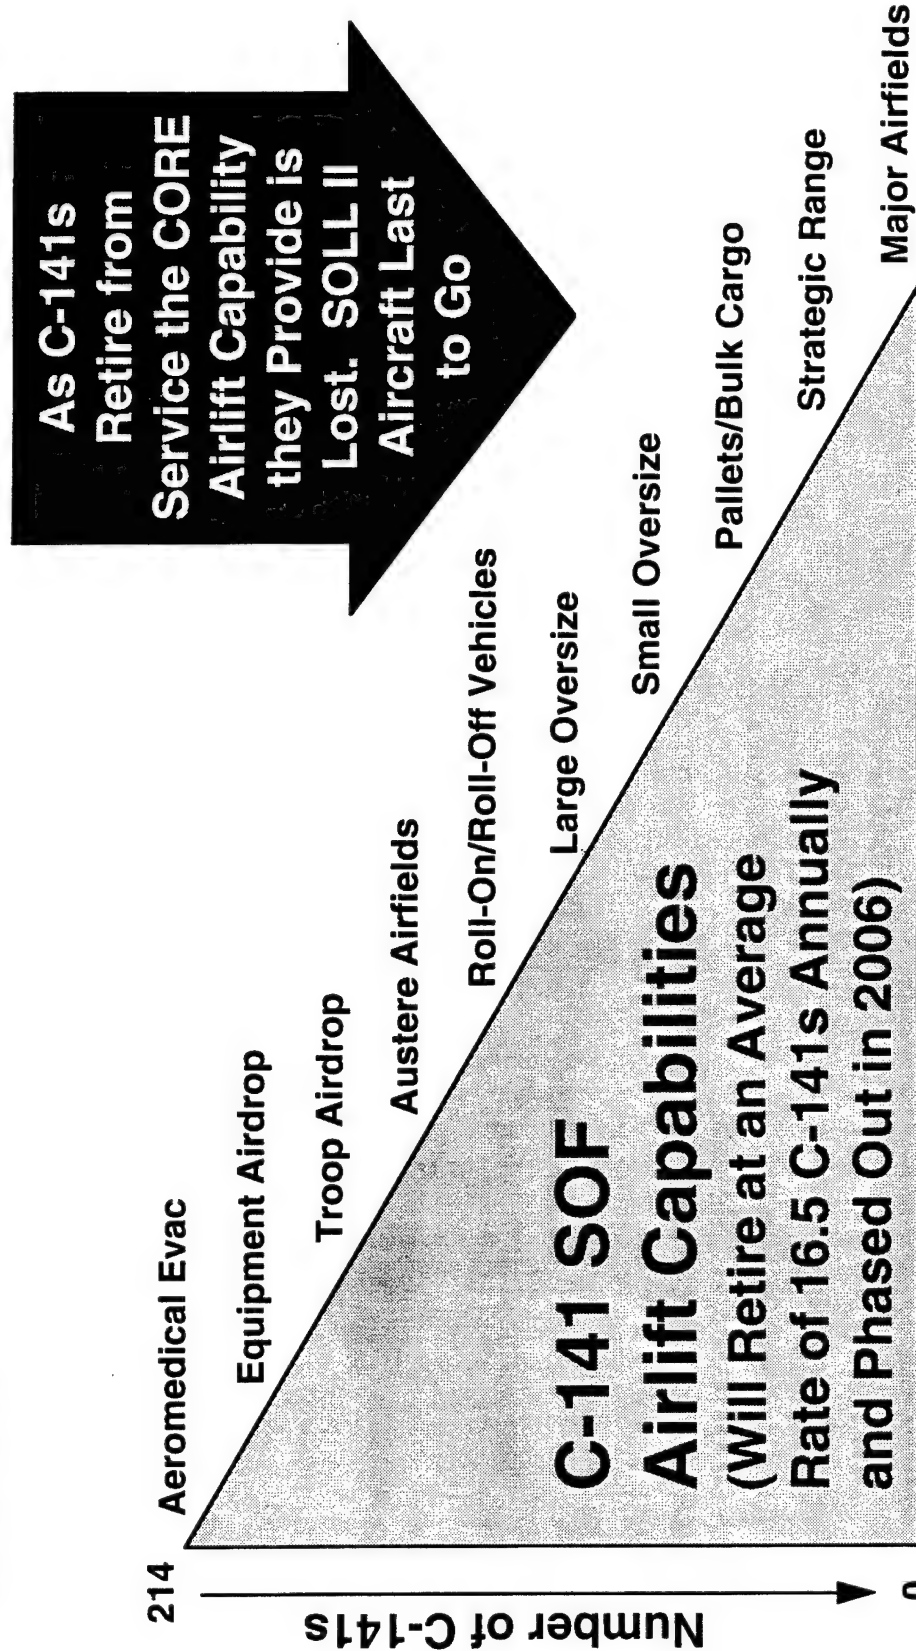 As C-141s
Retire from
Service the CORE
Airlift Capability
they Provide is
Lost. SOLL II
Aircraft Last
to Go
214
Aeromedical Evac
Equipment Airdrop
Troop Airdrop
Austere Airfields
Roll-On/Roll-Off Vehicles
Large Oversize
Small Oversize
Pallets/Bulk Cargo
Strategic Range
Major Airfields
C-141 SOF
Airlift Capabilities
(Will Retire at an Average
Rate of 16.5 C-141s Annually
and Phased Out in 2006)
Number of C-141s
0